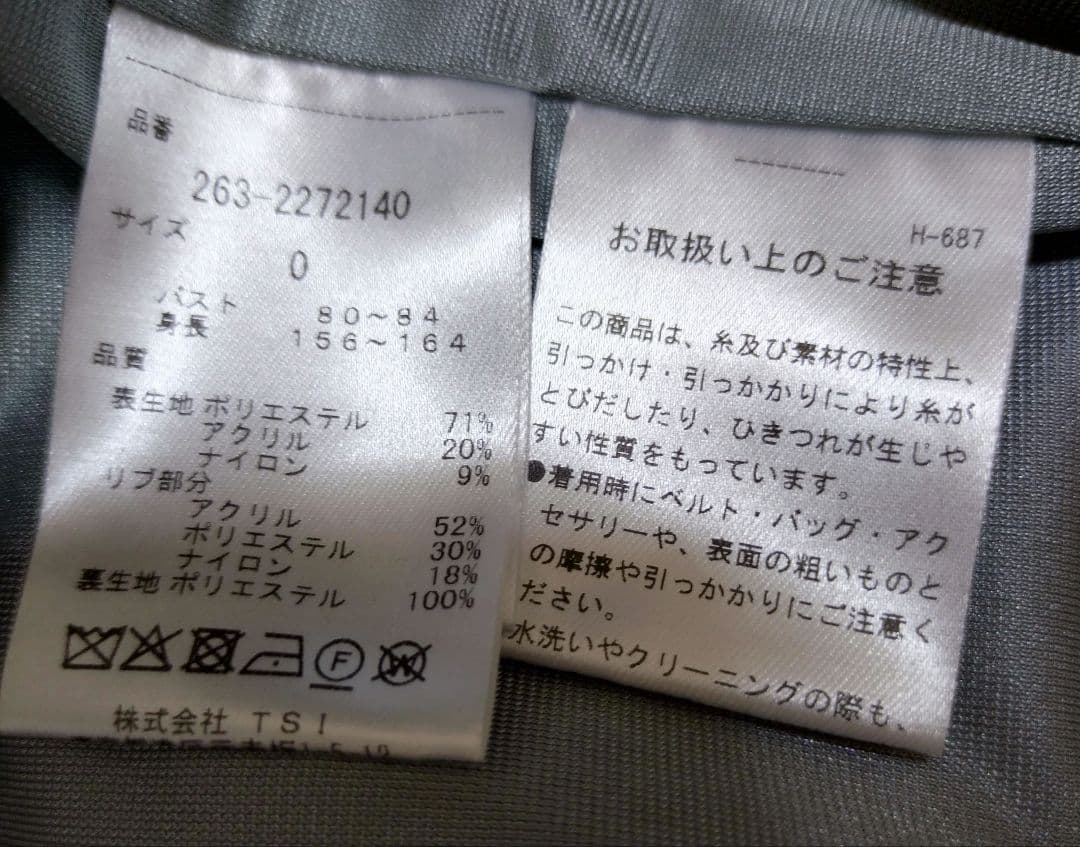 品番
263-2272140
サイズ
0
バスト 80～84
身長 156～164
品質
表生地 ポリエステル 71%
アクリル 20%
ナイロン 9%
リブ部分
アクリル 52%
ポリエステル 30%
ナイロン 18%
裏生地 ポリエステル 100%
F W
株式会社 TSI
H-687
お取扱い上のご注意
この商品は、糸及び素材の特性上、
引っかけ・引っかかりにより糸が
とびだしたり、ひきつれが生じや
すい性質をもっています。
●着用時にベルト・バッグ・アク
セサリーや、表面の粗いものと
の摩擦や引っかかりにご注意く
ださい。
水洗いやクリーニングの際も、